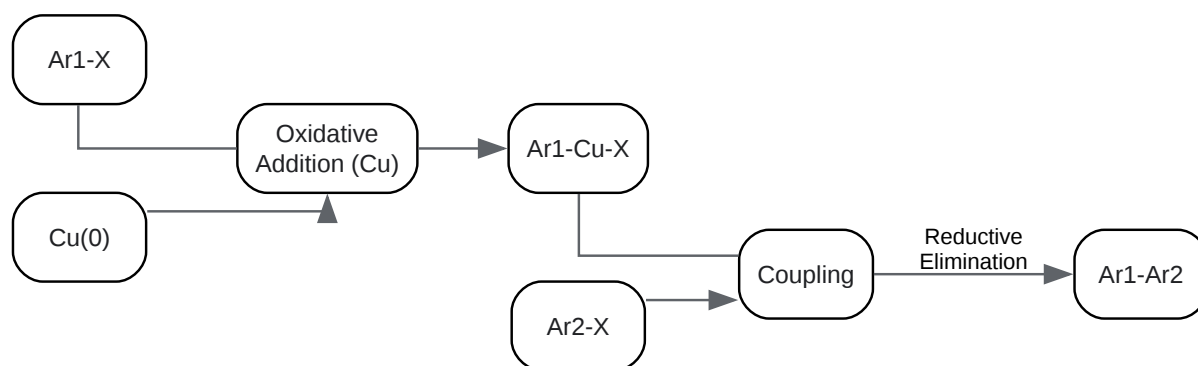 Ar1-X
Oxidative
Addition (Cu)
Ar1-Cu-X
Cu(0)
Reductive
Elimination
Coupling
Ar1-Ar2
Ar2-X